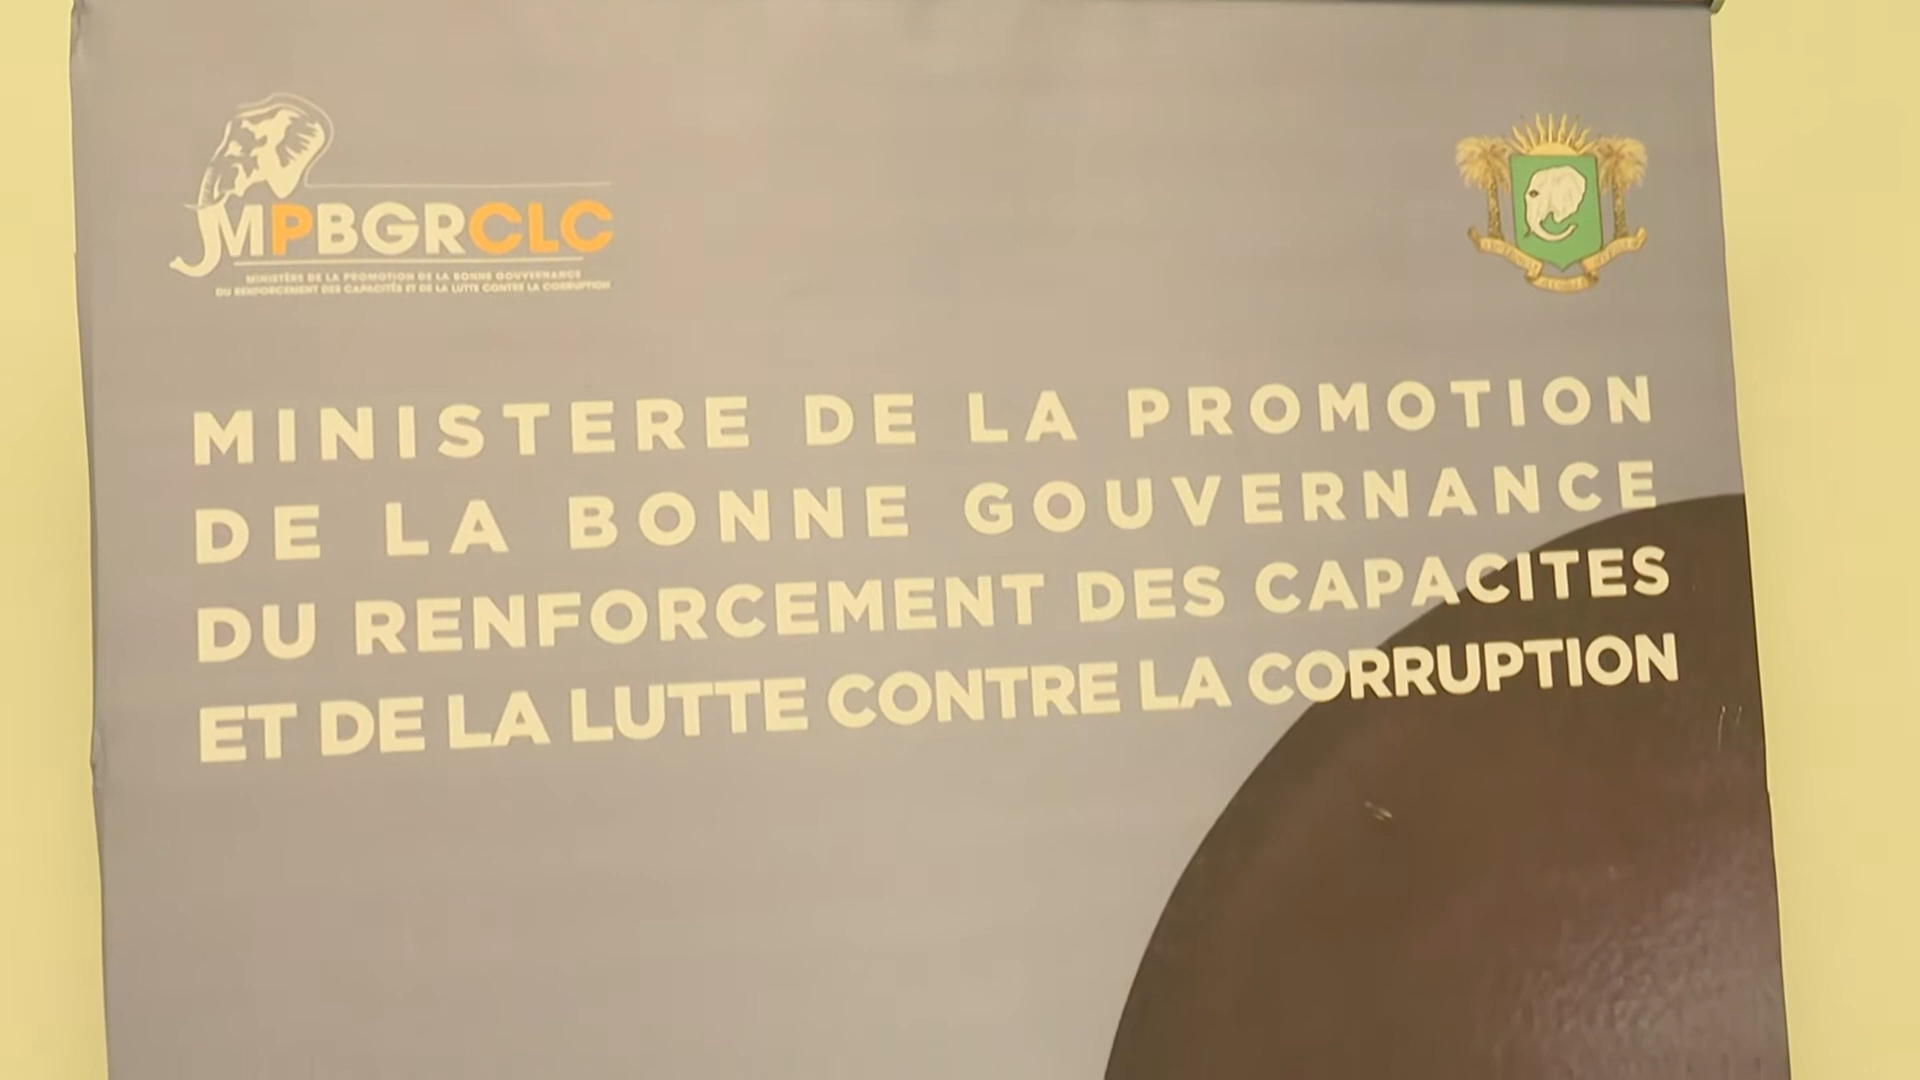 MPBGRCLC
MINISTÈRE DE LA PROMOTION DE LA BONNE GOUVERNANCE
DU RENFORCEMENT DES CAPACITÉS ET DE LA LUTTE CONTRE LA CORRUPTION
MINISTERE DE LA PROMOTION
DE LA BONNE GOUVERNANCE
DU RENFORCEMENT DES CAPACITES
ET DE LA LUTTE CONTRE LA CORRUPTION